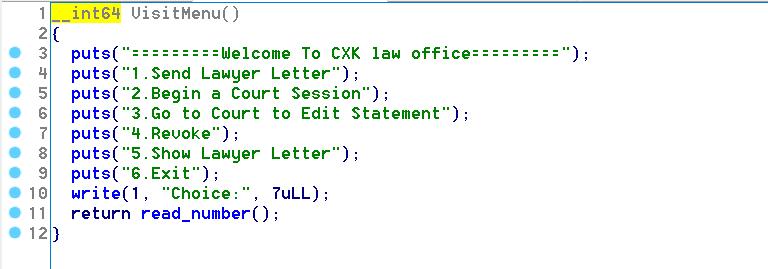 1 __int64 VisitMenu()
2 {
3 puts("=========Welcome To CXK law office=========");
4 puts("1.Send Lawyer Letter");
5 puts("2.Begin a Court Session");
6 puts("3.Go to Court to Edit Statement");
7 puts("4.Revoke");
8 puts("5.Show Lawyer Letter");
9 puts("6.Exit");
10 write(1, "Choice:", 7uLL);
11 return read_number();
12 }